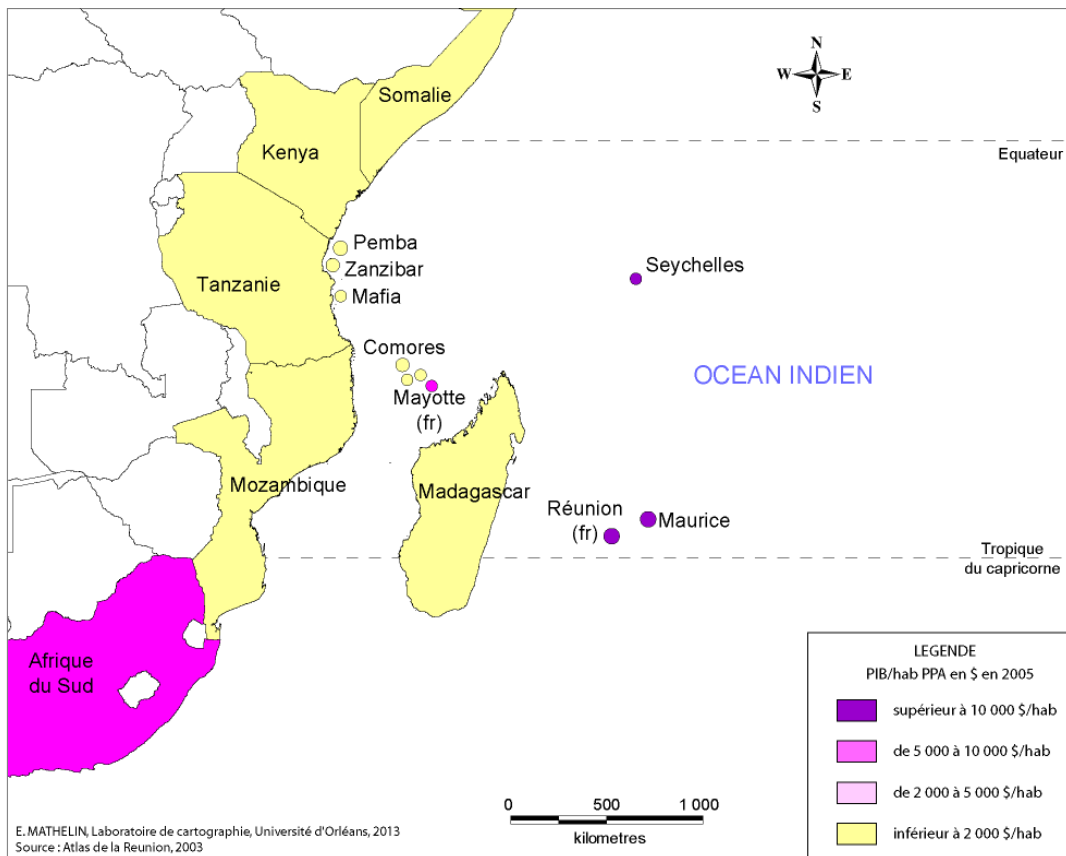 N
W E
S
Somalie
Equateur
Kenya
Pemba
Zanzibar
Seychelles
Tanzanie
Mafia
Comores
OCEAN INDIEN
Mayotte
(fr)
Mozambique
Madagascar
Réunion
(fr)
Maurice
Tropique
du capricorne
Afrique
du Sud
LEGENDE
PIB/hab PPA en $ en 2005
supérieur à 10 000 $/hab
de 5 000 à 10 000 $/hab
de 2 000 à 5 000 $/hab
inférieur à 2 000 $/hab
0 500 1 000
kilometres
E. MATHELIN, Laboratoire de cartographie, Université d'Orléans, 2013
Source : Atlas de la Reunion, 2003